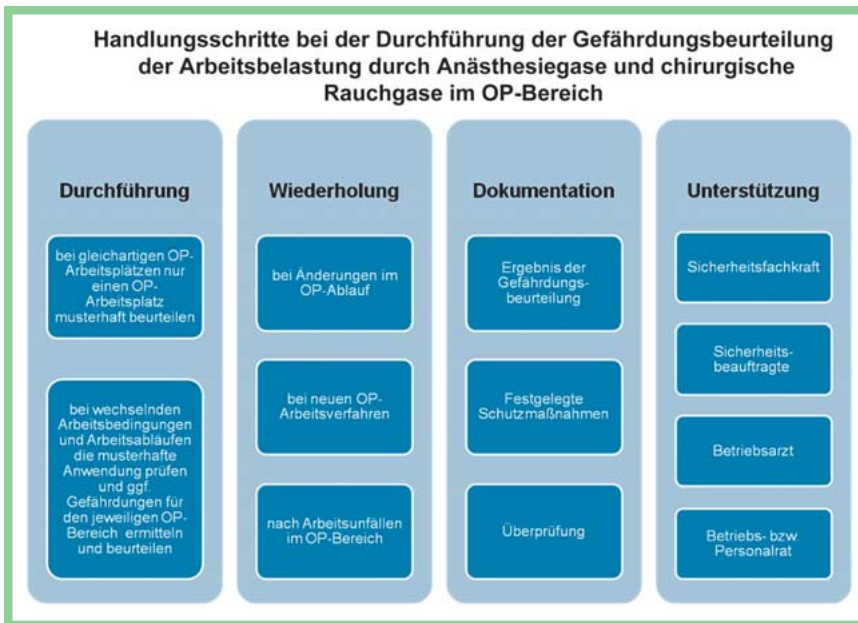 Handlungsschritte bei der Durchführung der Gefährdungsbeurteilung
der Arbeitsbelastung durch Anästhesiegase und chirurgische
Rauchgase im OP-Bereich
Durchführung
bei gleichartigen OP-
Arbeitsplätzen nur
einen OP-
Arbeitsplatz
musterhaft beurteilen
bei wechselnden
Arbeitsbedingungen
und Arbeitsabläufen
die musterhafte
Anwendung prüfen
und ggf.
Gefährdungen für
den jeweiligen OP-
Bereich ermitteln
und beurteilen
Wiederholung
bei Änderungen im
OP-Ablauf
bei neuen OP-
Arbeitsverfahren
nach Arbeitsunfällen
im OP-Bereich
Dokumentation
Ergebnis der
Gefährdungs-
beurteilung
Festgelegte
Schutzmaßnahmen
Überprüfung
Unterstützung
Sicherheitsfachkraft
Sicherheits-
beauftragte
Betriebsarzt
Betriebs- bzw.
Personalrat